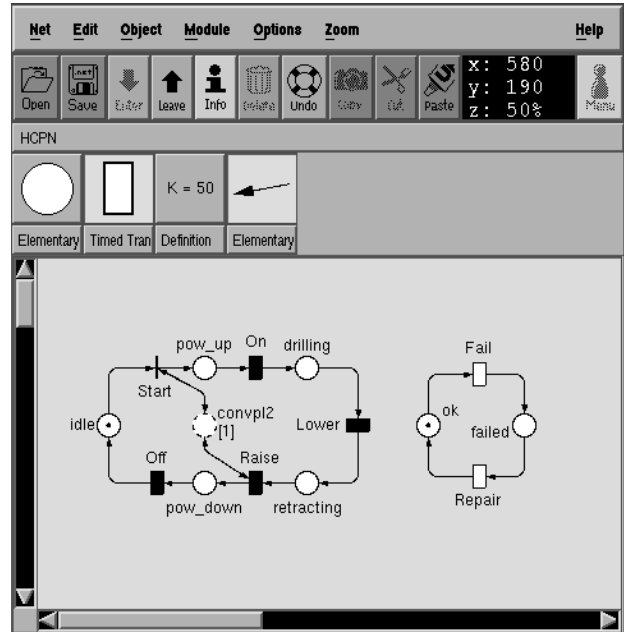 Net Edit Object Module Options Zoom Help
x: 580
y: 190
z: 50%
Open Save Enter Leave Info Delete Undo Copy Cut Paste Menu
HCPN
K = 50
Elementary Timed Tran Definition Elementary
pow_up On drilling
Start
Fail
idle
convpl2
[1]
Lower
ok
failed
Off Raise
pow_down retracting
Repair